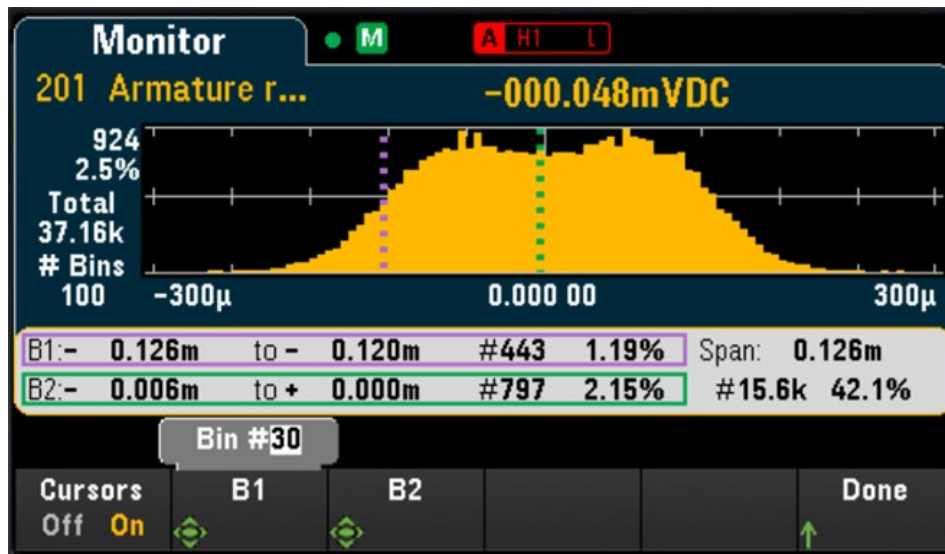 Monitor M A H1 L
201 Armature r... -000.048mVDC
924
2.5%
Total
37.16k
# Bins
100 -300µ 0.000 00 300µ
B1:- 0.126m to - 0.120m #443 1.19% Span: 0.126m
B2:- 0.006m to + 0.000m #797 2.15% #15.6k 42.1%
Bin #30
Cursors B1 B2 Done
Off On